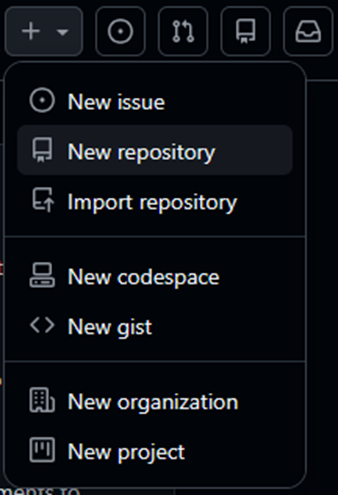 New issue
New repository
Import repository
New codespace
New gist
New organization
New project